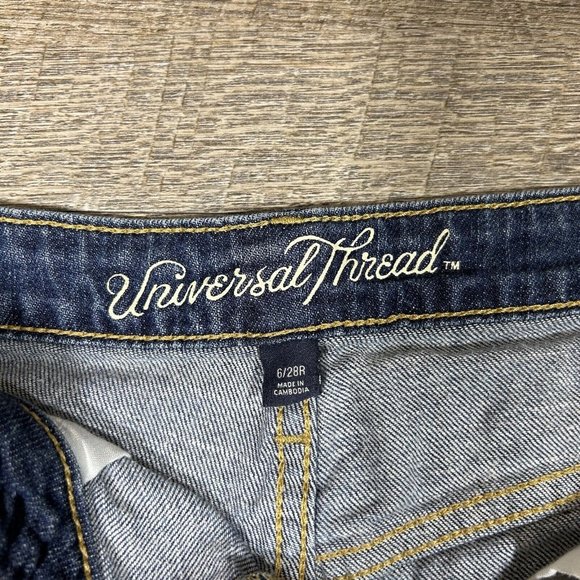 Universal Thread™
6/28R
MADE IN
CAMBODIA